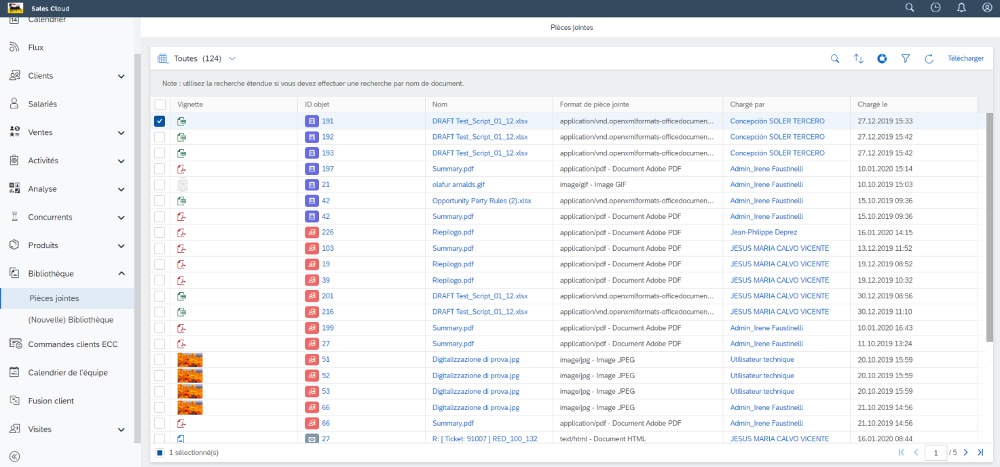 Sales Cloud
14 Calendrier
Flux
Clients
Salariés
Ventes
Activités
Analyse
Concurrents
Produits
Bibliothèque
Pièces jointes
(Nouvelle) Bibliothèque
Commandes clients ECC
Calendrier de l'équipe
Fusion client
Visites
Pièces jointes
Toutes (124) Télécharger
Note : utilisez la recherche étendue si vous devez effectuer une recherche par nom de document.
Vignette ID objet Nom Format de pièce jointe Chargé par Chargé le
191 DRAFT Test_Script_01_12.xlsx application/vnd.openxmlformats-officedocumen... Concepción SOLER TERCERO 27.12.2019 15:33
192 DRAFT Test_Script_01_12.xlsx application/vnd.openxmlformats-officedocumen... Concepción SOLER TERCERO 27.12.2019 15:42
193 DRAFT Test_Script_01_12.xlsx application/vnd.openxmlformats-officedocumen... Concepción SOLER TERCERO 27.12.2019 15:42
197 Summary.pdf application/pdf - Document Adobe PDF Admin_Irene Faustinelli 10.01.2020 15:14
21 olafur arnalds.gif image/gif - Image GIF Admin_Irene Faustinelli 10.10.2019 15:03
42 Opportunity Party Rules (2).xlsx application/vnd.openxmlformats-officedocumen... Admin_Irene Faustinelli 15.10.2019 09:36
42 Summary.pdf application/pdf - Document Adobe PDF Admin_Irene Faustinelli 15.10.2019 09:36
226 Riepilogo.pdf application/pdf - Document Adobe PDF Jean-Philippe Deprez 16.01.2020 14:15
103 Summary.pdf application/pdf - Document Adobe PDF JESUS MARIA CALVO VICENTE 13.12.2019 11:52
19 Riepilogo.pdf application/pdf - Document Adobe PDF JESUS MARIA CALVO VICENTE 19.12.2019 08:52
39 Riepilogo.pdf application/pdf - Document Adobe PDF JESUS MARIA CALVO VICENTE 19.12.2019 10:32
201 DRAFT Test_Script_01_12.xlsx application/vnd.openxmlformats-officedocumen... JESUS MARIA CALVO VICENTE 30.12.2019 08:56
216 DRAFT Test_Script_01_12.xlsx application/vnd.openxmlformats-officedocumen... JESUS MARIA CALVO VICENTE 30.12.2019 11:10
199 Summary.pdf application/pdf - Document Adobe PDF Admin_Irene Faustinelli 10.01.2020 16:43
27 Summary.pdf application/pdf - Document Adobe PDF Admin_Irene Faustinelli 11.10.2019 13:24
51 Digitalizzazione di prova.jpg image/jpg - Image JPEG Utilisateur technique 20.10.2019 15:59
52 Digitalizzazione di prova.jpg image/jpg - Image JPEG Utilisateur technique 20.10.2019 15:59
53 Digitalizzazione di prova.jpg image/jpg - Image JPEG Utilisateur technique 20.10.2019 15:59
66 Digitalizzazione di prova.jpg image/jpg - Image JPEG Admin_Irene Faustinelli 21.10.2019 14:56
66 Summary.pdf application/pdf - Document Adobe PDF Admin_Irene Faustinelli 21.10.2019 14:56
27 R: [ Ticket: 91007 ] RED_100_132 text/html - Document HTML JESUS MARIA CALVO VICENTE 16.01.2020 08:44
1 sélectionné(s) 1 / 5